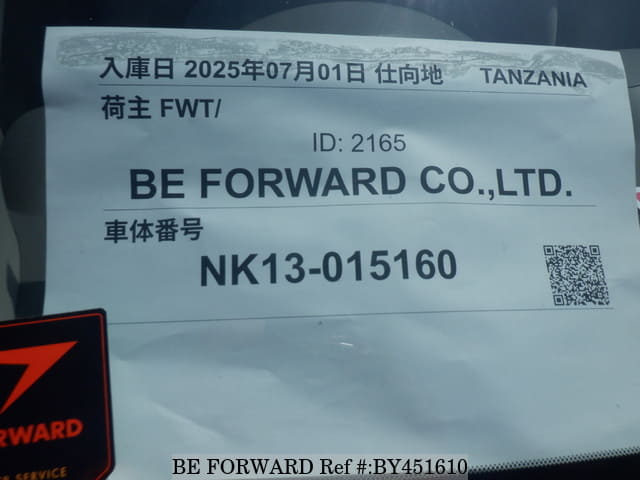 入庫日 2025年07月01日 仕向地 TANZANIA
荷主 FWT/
ID: 2165
BE FORWARD CO.,LTD.
車体番号
NK13-015160
RWARD
SERVICE
BE FORWARD Ref #:BY451610